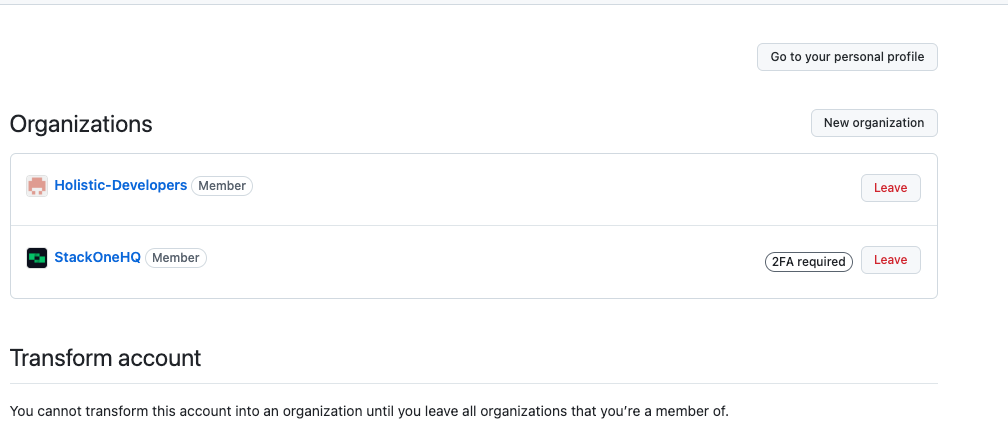 Go to your personal profile
Organizations
New organization
Holistic-Developers Member
Leave
StackOneHQ Member
2FA required
Leave
Transform account
You cannot transform this account into an organization until you leave all organizations that you’re a member of.